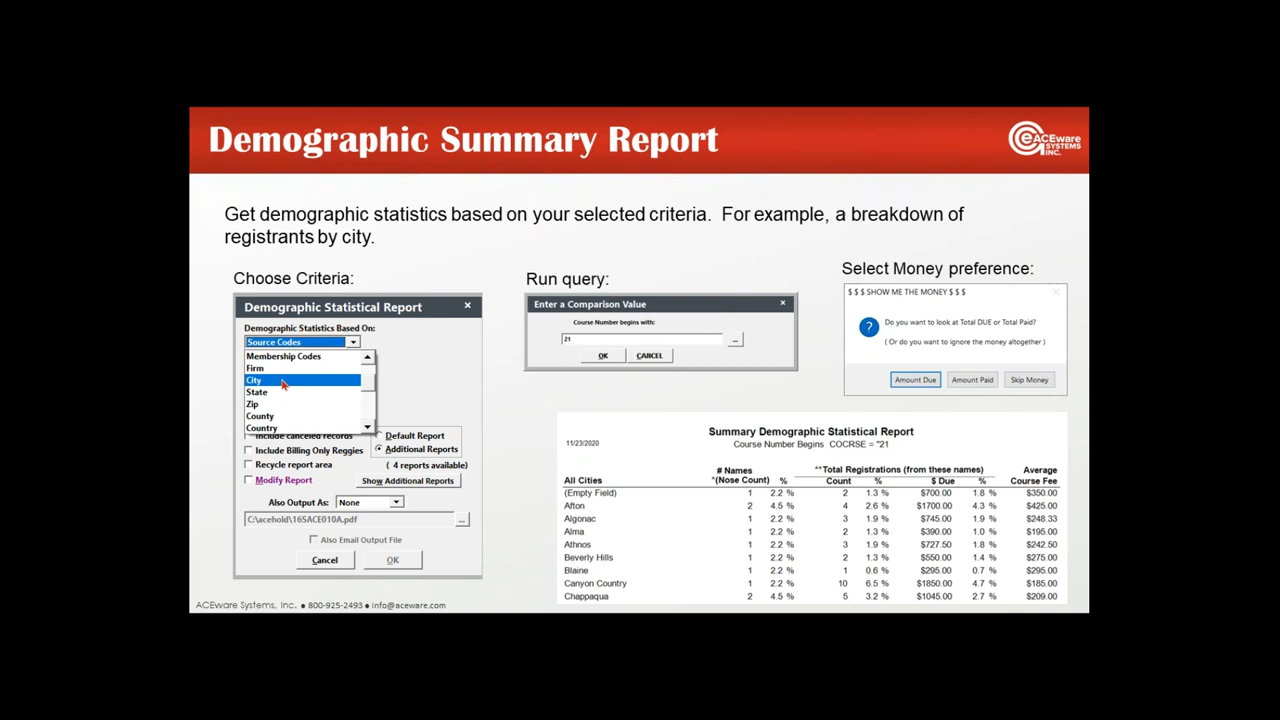 Demographic Summary Report
eACEware
SYSTEMS
INC.
Get demographic statistics based on your selected criteria. For example, a breakdown of
registrants by city.
Choose Criteria:
Demographic Statistical Report ×
Demographic Statistics Based On:
Source Codes
Membership Codes
Firm
City
State
Zip
County
Country
Include canceled records
Default Report
Include Billing Only Reggies
Additional Reports
Recycle report area
( 4 reports available)
Modify Report
Show Additional Reports
Also Output As: None
C:\acehold\16SACE010A.pdf ...
Also Email Output File
Cancel OK
Run query:
Enter a Comparison Value ×
Course Number begins with:
21 ...
OK CANCEL
Select Money preference:
$ $ $ SHOW ME THE MONEY $ $ $ ×
? Do you want to look at Total DUE or Total Paid?
( Or do you want to ignore the money altogether )
Amount Due Amount Paid Skip Money
Summary Demographic Statistical Report
11/23/2020 Course Number Begins COCRSE = "21
# Names **Total Registrations (from these names) Average
All Cities *(Nose Count) % Count % $ Due % Course Fee
(Empty Field) 1 2.2 % 2 1.3 % $700.00 1.8 % $350.00
Afton 2 4.5 % 4 2.6 % $1700.00 4.3 % $425.00
Algonac 1 2.2 % 3 1.9 % $745.00 1.9 % $248.33
Alma 1 2.2 % 2 1.3 % $390.00 1.0 % $195.00
Athnos 1 2.2 % 3 1.9 % $727.50 1.8 % $242.50
Beverly Hills 1 2.2 % 2 1.3 % $550.00 1.4 % $275.00
Blaine 1 2.2 % 1 0.6 % $295.00 0.7 % $295.00
Canyon Country 1 2.2 % 10 6.5 % $1850.00 4.7 % $185.00
Chappaqua 2 4.5 % 5 3.2 % $1045.00 2.7 % $209.00
ACEware Systems, Inc. ● 800-925-2493 ● info@aceware.com